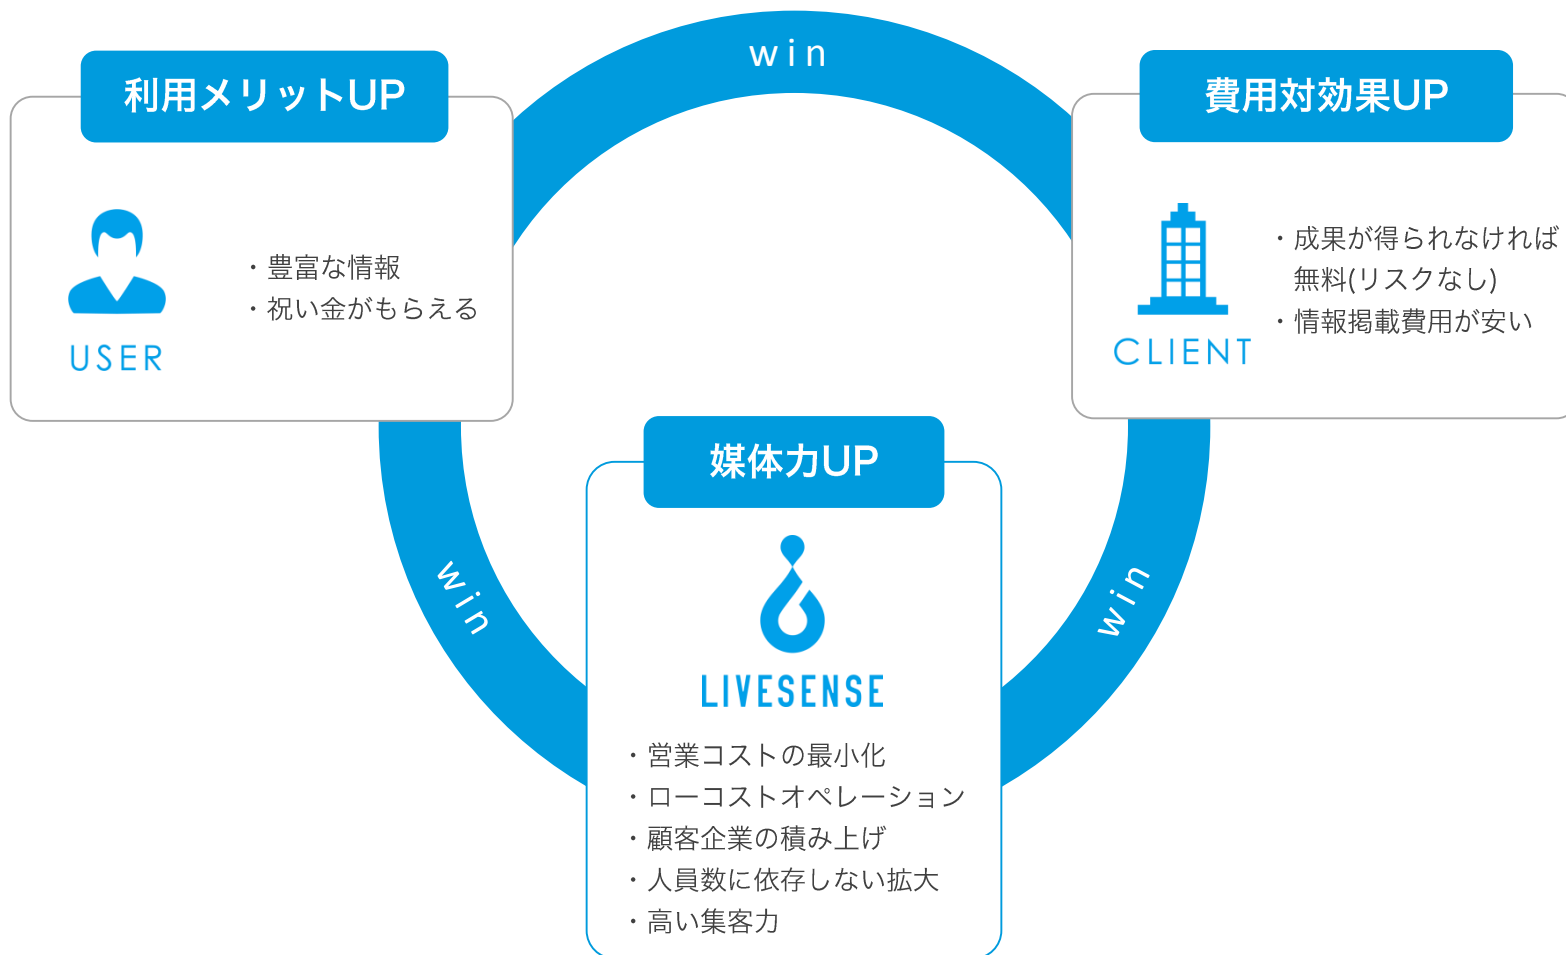 win
利用メリットUP
・豊富な情報
・祝い金がもらえる
USER
費用対効果UP
・成果が得られなければ
無料(リスクなし)
・情報掲載費用が安い
CLIENT
win
win
媒体力UP
LIVESENSE
・営業コストの最小化
・ローコストオペレーション
・顧客企業の積み上げ
・人員数に依存しない拡大
・高い集客力